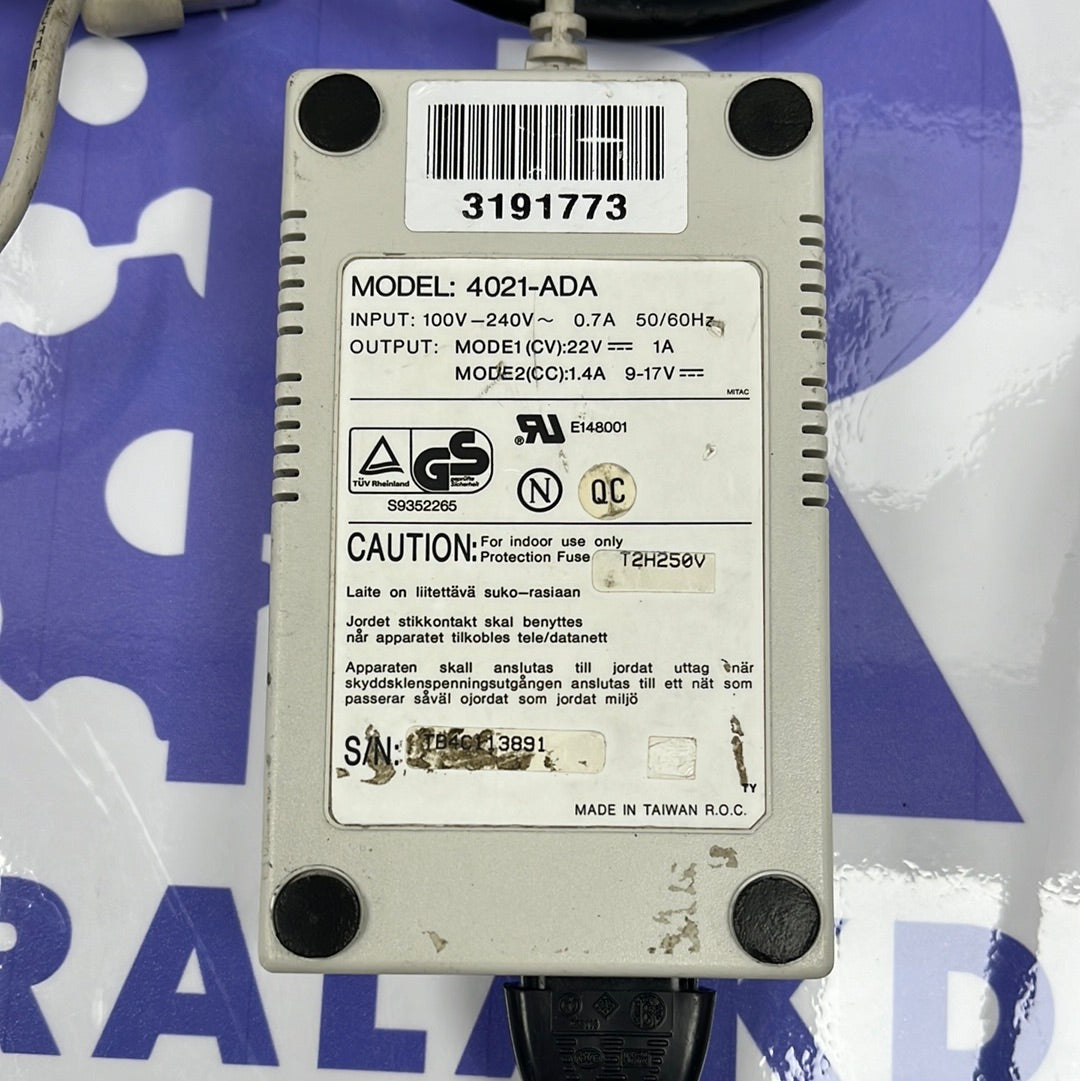 3191773
MODEL: 4021-ADA
INPUT: 100V–240V~ 0.7A 50/60Hz
OUTPUT: MODE1(CV):22V⎓ 1A
MODE2(CC):1.4A 9-17V⎓
MITAC
TÜV Rheinland
GS geprüfte Sicherheit
S9352265
® RU E148001
N
QC
CAUTION: For indoor use only
Protection Fuse T2H250V
Laite on liitettävä suko–rasiaan
Jordet stikkontakt skal benyttes
når apparatet tilkobles tele/datanett
Apparaten skall anslutas till jordat uttag när
skyddsklenspenningsutgången anslutas till ett nät som
passerar såväl ojordat som jordat miljö
S/N: TB4C113891
TY
MADE IN TAIWAN R.O.C.
RALAND